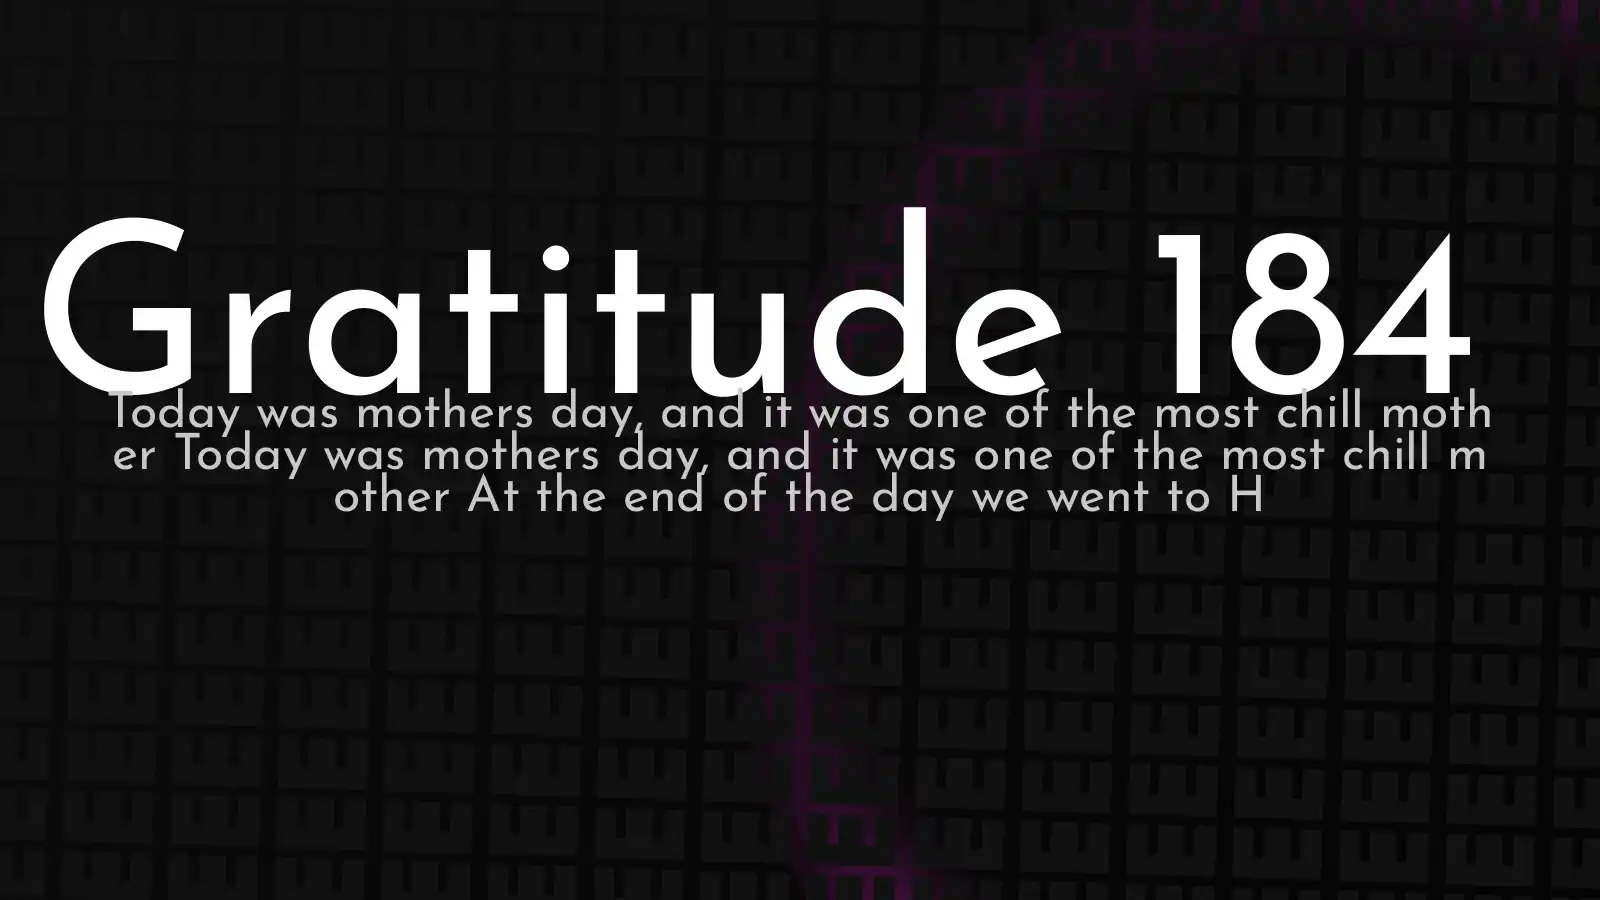 Gratitude 184
Today was mothers day, and it was one of the most chill moth
er Today was mothers day, and it was one of the most chill m
other At the end of the day we went to H